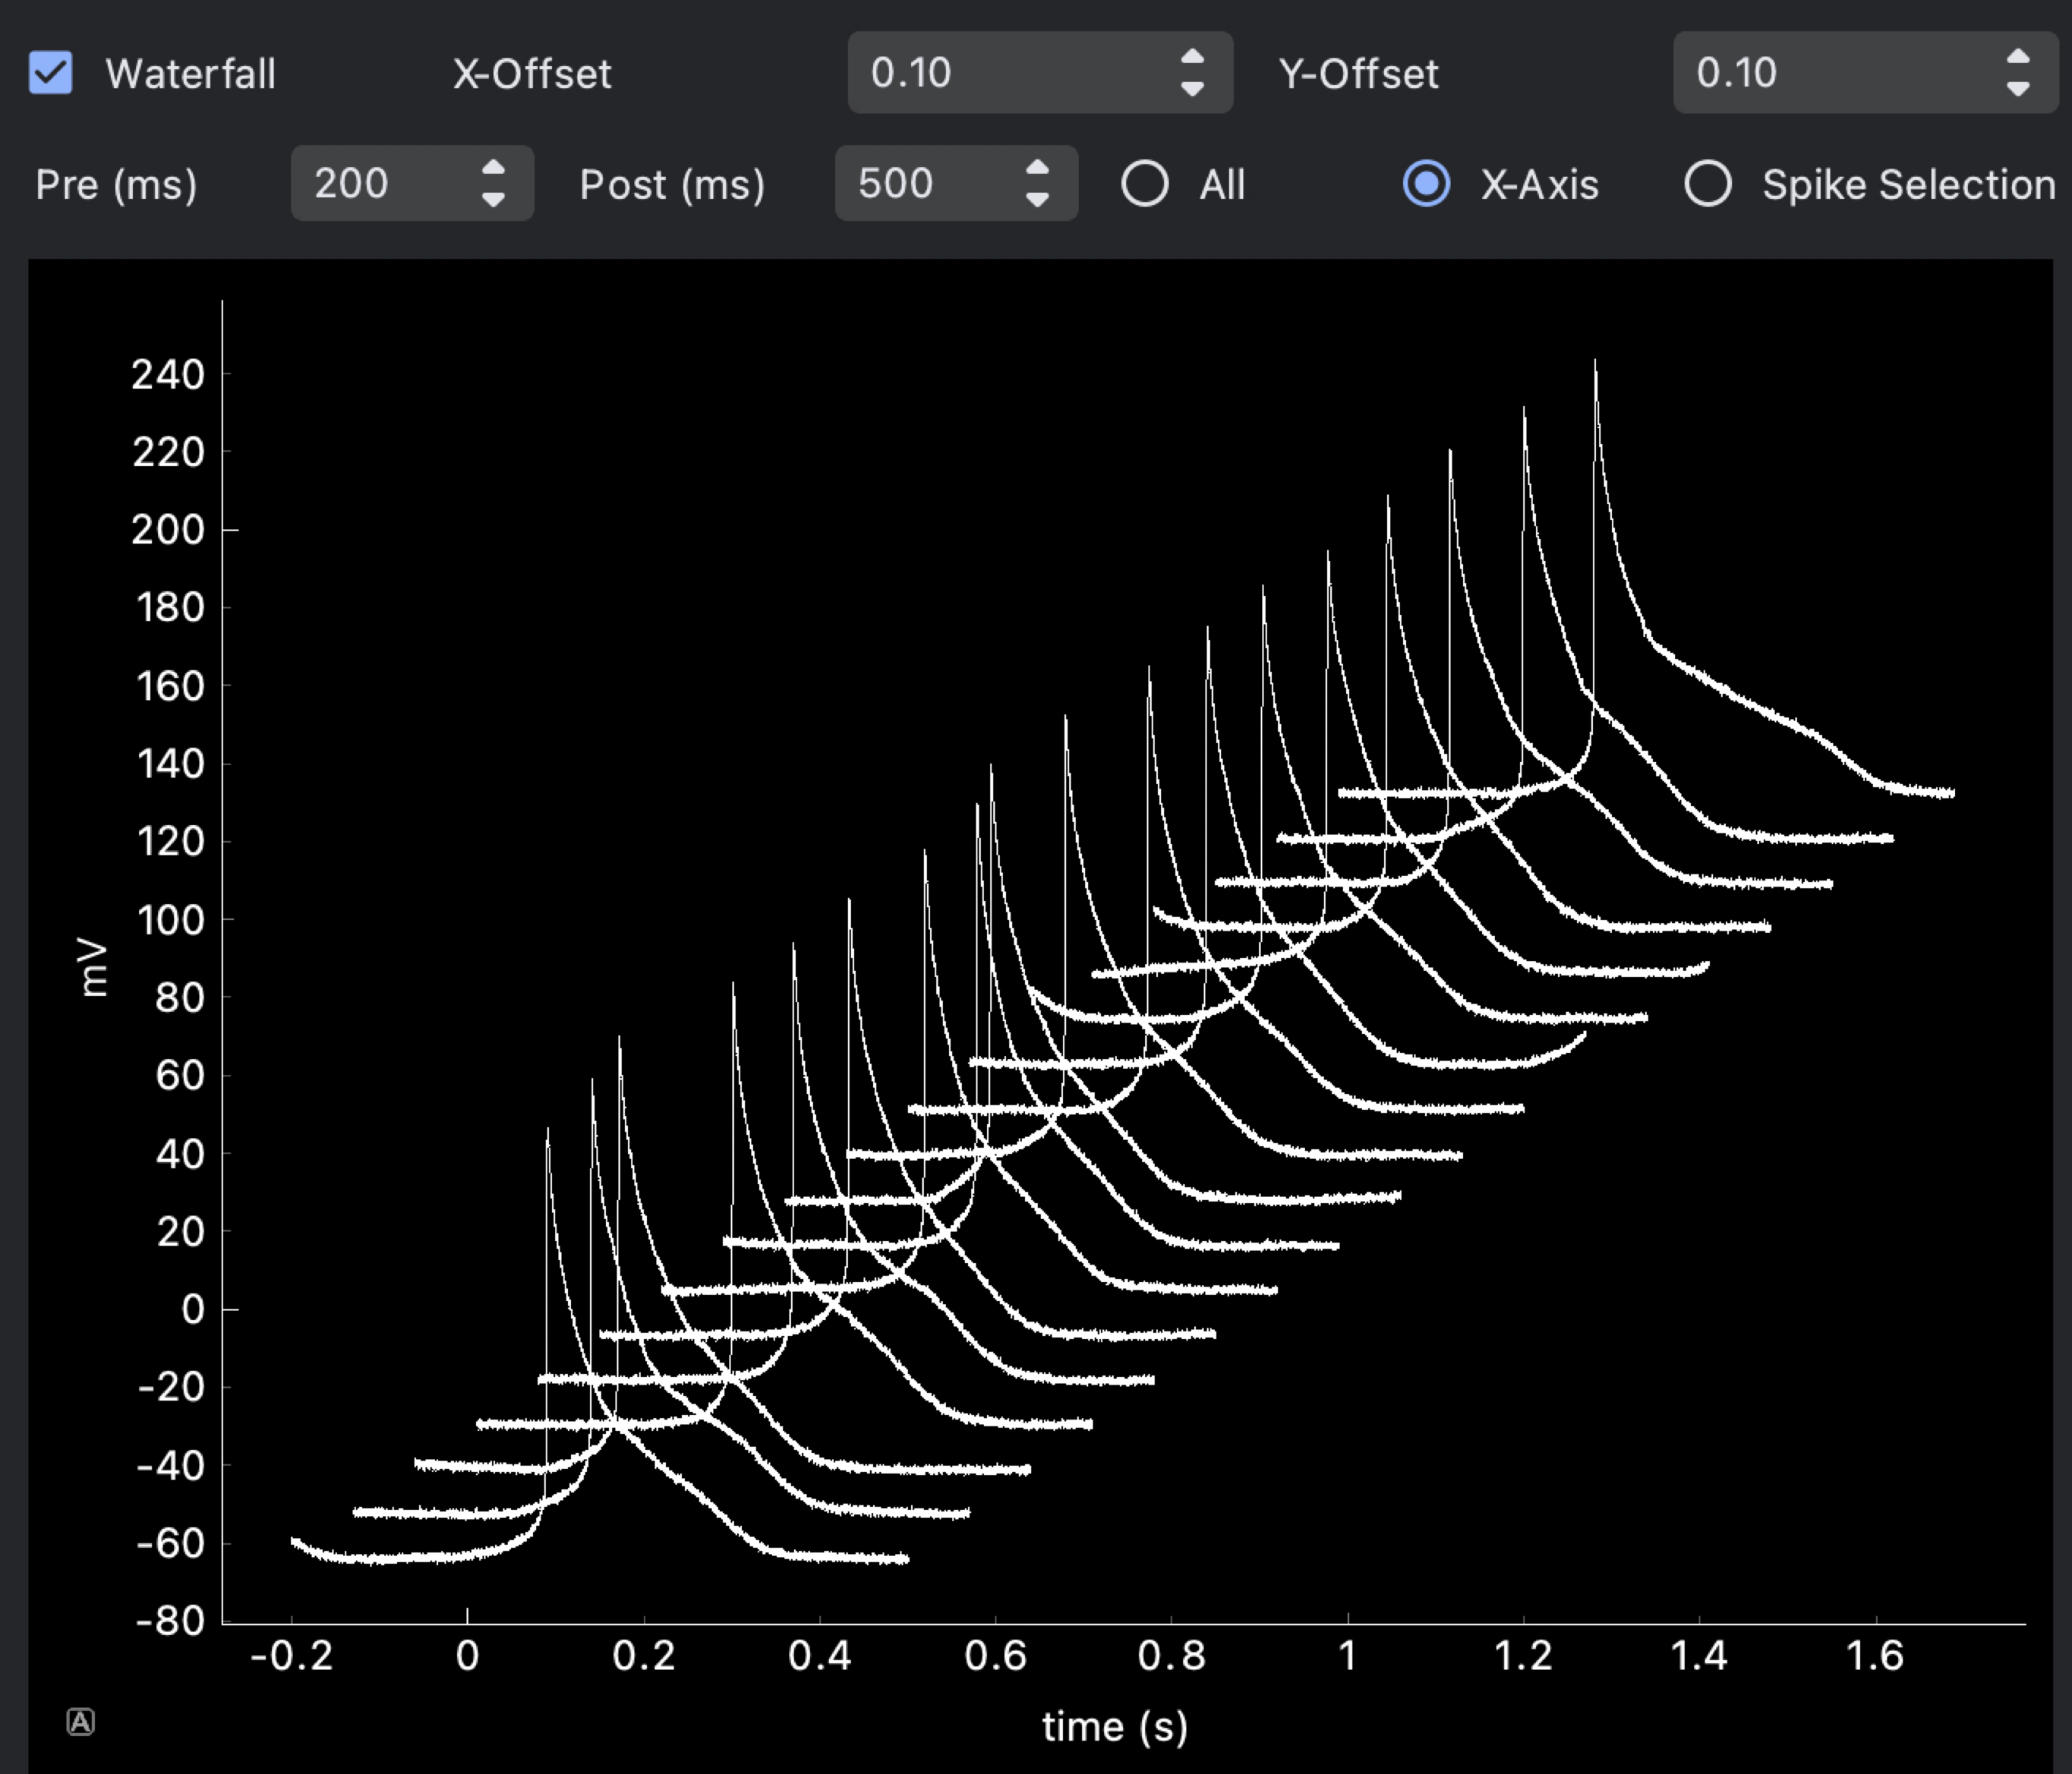 Waterfall X-Offset 0.10 Y-Offset 0.10
Pre (ms) 200 Post (ms) 500 All X-Axis Spike Selection
240
220
200
180
160
140
120
100
80
60
40
20
0
-20
-40
-60
-80
mV
-0.2 0 0.2 0.4 0.6 0.8 1 1.2 1.4 1.6
time (s)
A